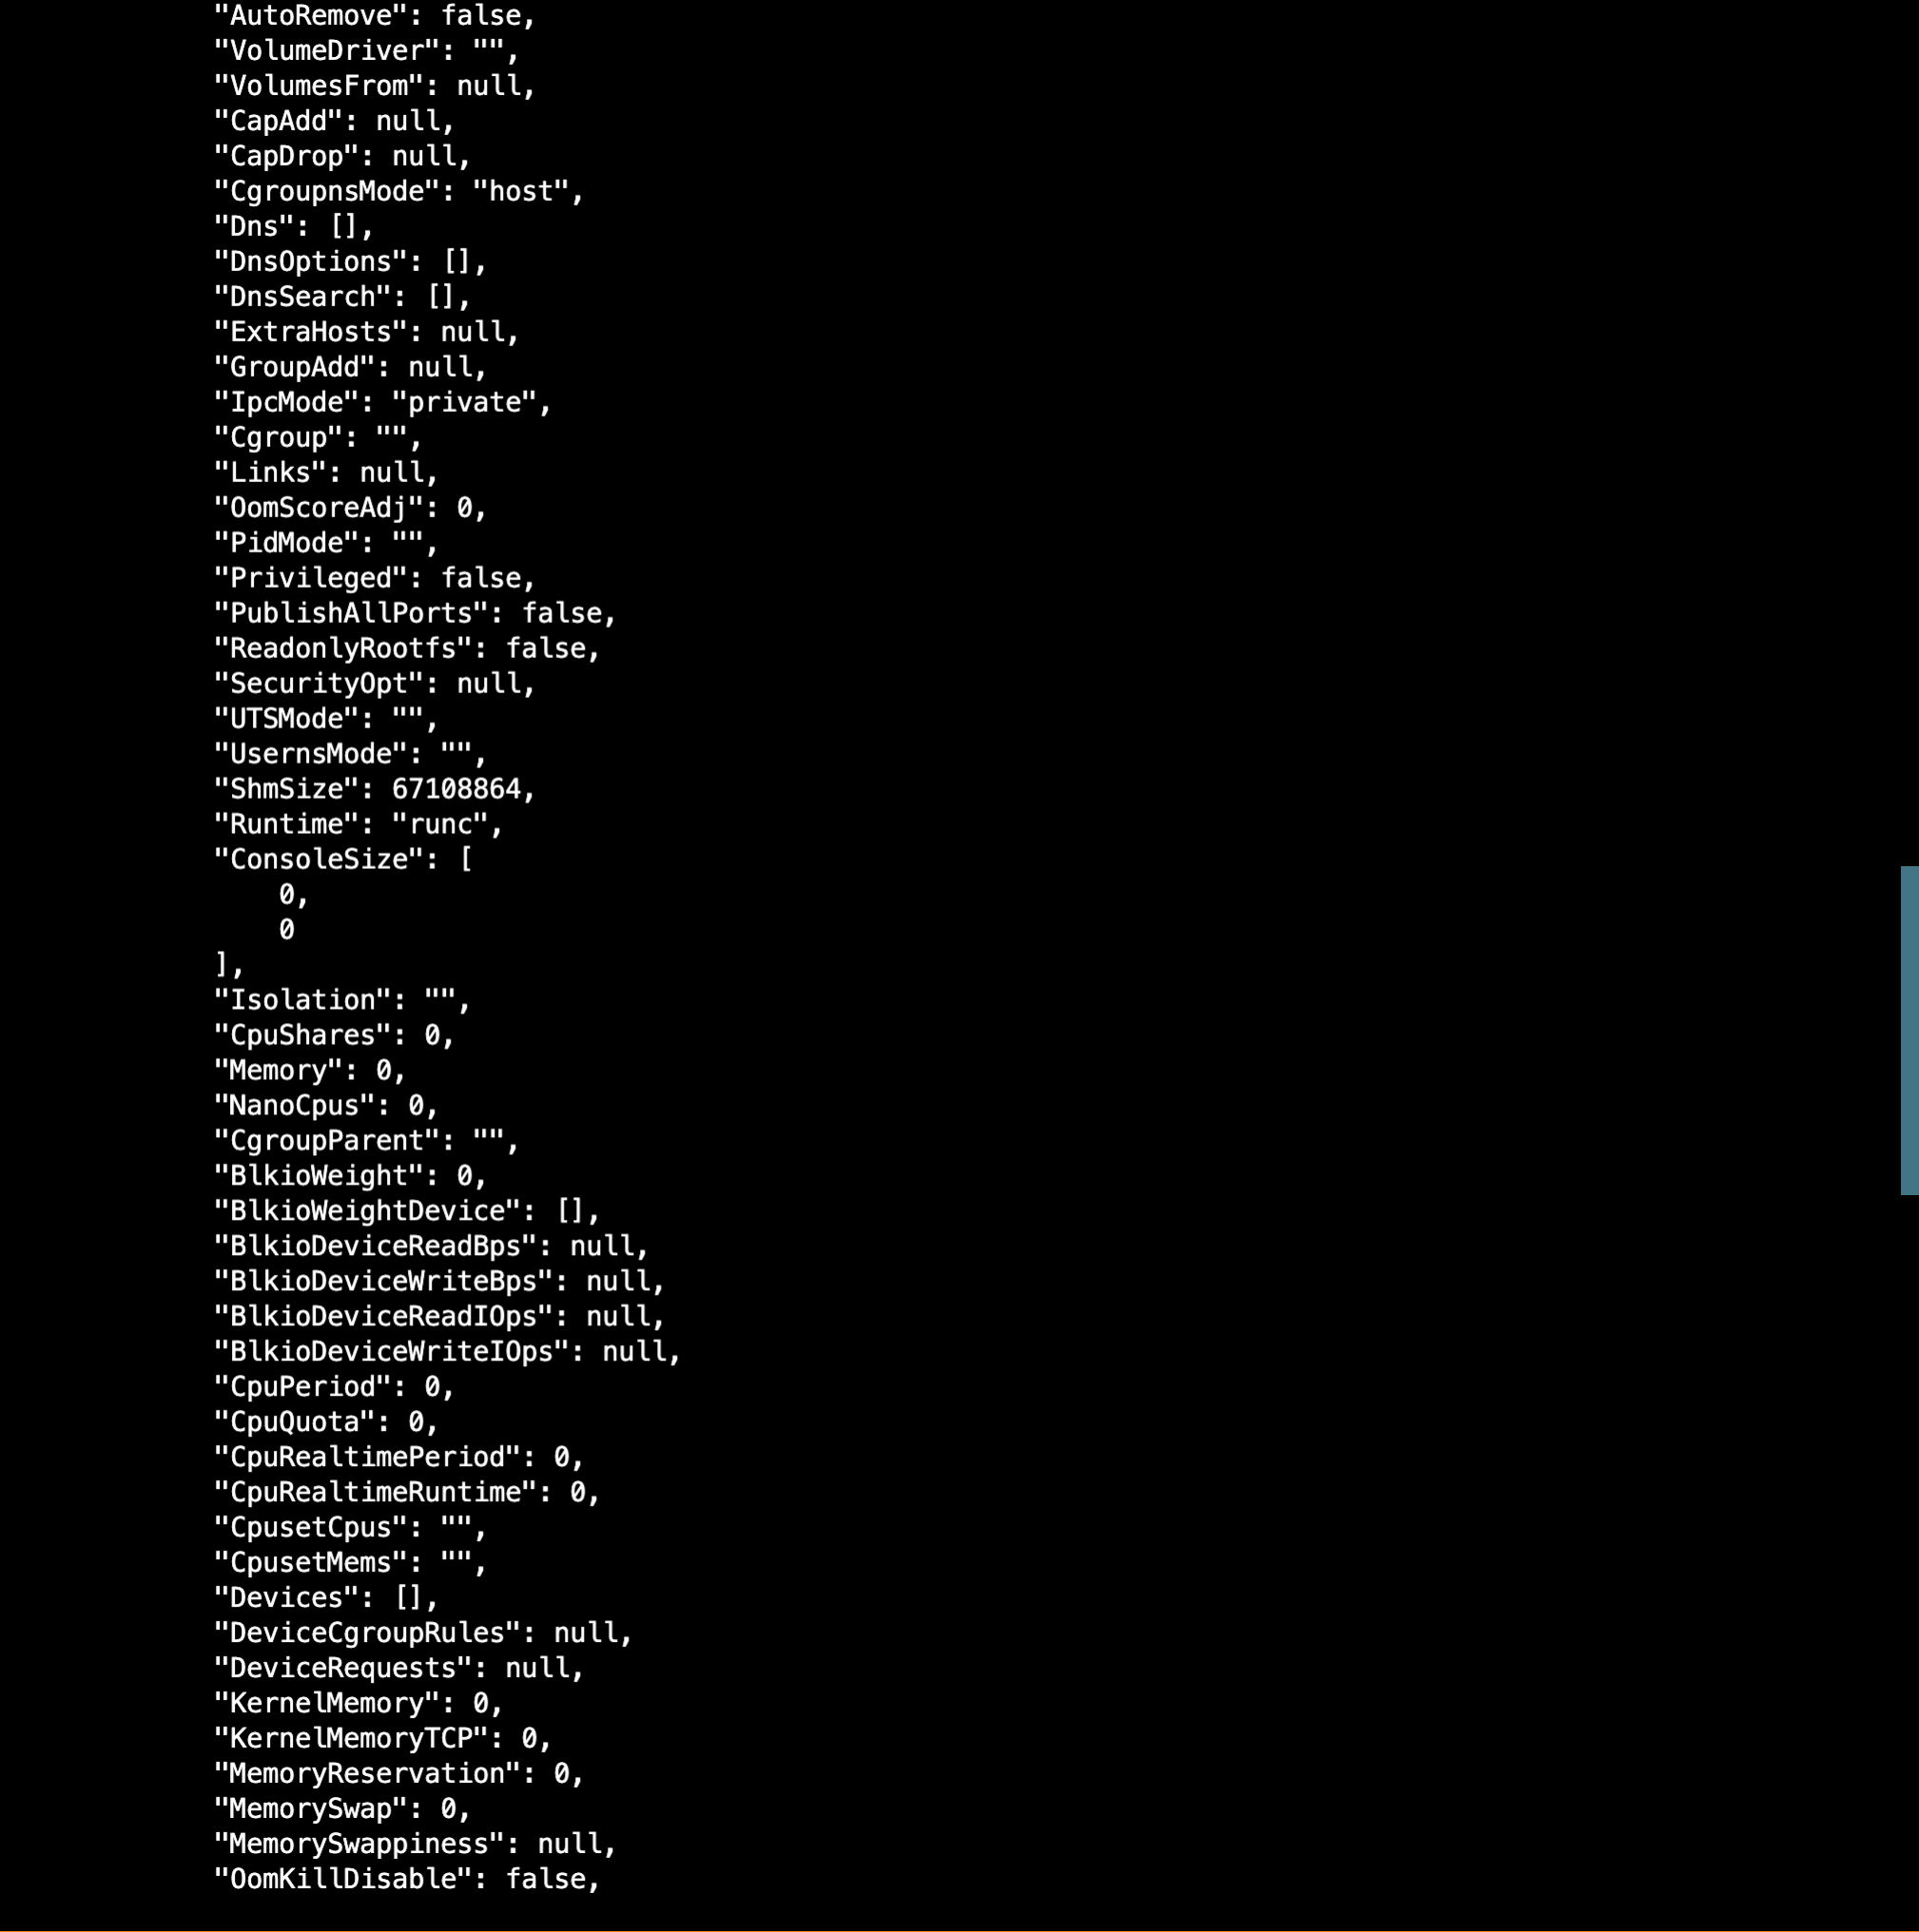 "AutoRemove": false,
"VolumeDriver": "",
"VolumesFrom": null,
"CapAdd": null,
"CapDrop": null,
"CgroupnsMode": "host",
"Dns": [],
"DnsOptions": [],
"DnsSearch": [],
"ExtraHosts": null,
"GroupAdd": null,
"IpcMode": "private",
"Cgroup": "",
"Links": null,
"OomScoreAdj": 0,
"PidMode": "",
"Privileged": false,
"PublishAllPorts": false,
"ReadonlyRootfs": false,
"SecurityOpt": null,
"UTSMode": "",
"UsernsMode": "",
"ShmSize": 67108864,
"Runtime": "runc",
"ConsoleSize": [
    0,
    0
],
"Isolation": "",
"CpuShares": 0,
"Memory": 0,
"NanoCpus": 0,
"CgroupParent": "",
"BlkioWeight": 0,
"BlkioWeightDevice": [],
"BlkioDeviceReadBps": null,
"BlkioDeviceWriteBps": null,
"BlkioDeviceReadIOps": null,
"BlkioDeviceWriteIOps": null,
"CpuPeriod": 0,
"CpuQuota": 0,
"CpuRealtimePeriod": 0,
"CpuRealtimeRuntime": 0,
"CpusetCpus": "",
"CpusetMems": "",
"Devices": [],
"DeviceCgroupRules": null,
"DeviceRequests": null,
"KernelMemory": 0,
"KernelMemoryTCP": 0,
"MemoryReservation": 0,
"MemorySwap": 0,
"MemorySwappiness": null,
"OomKillDisable": false,